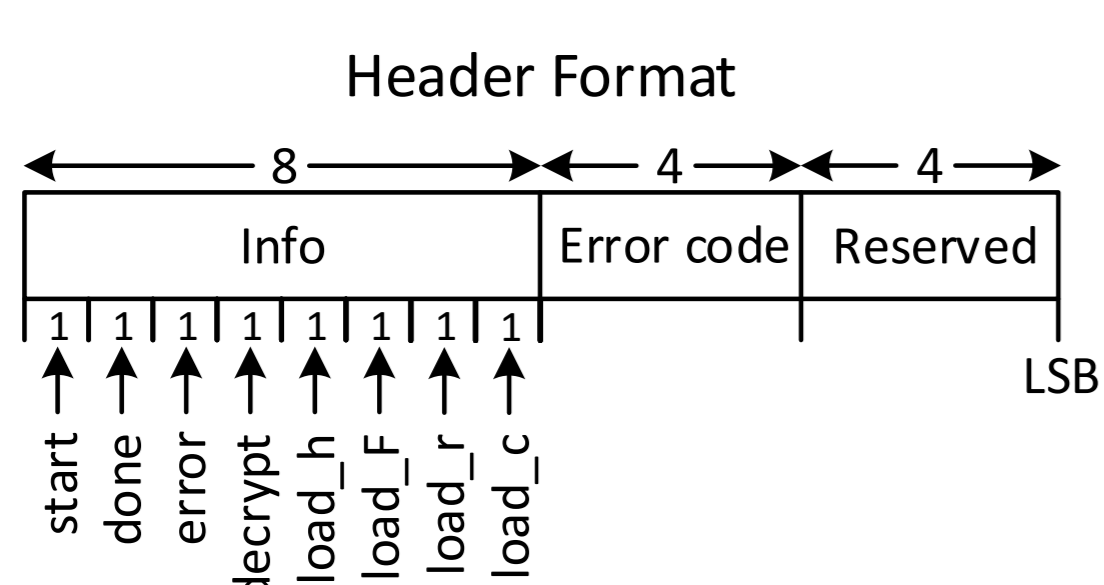 Header Format
8 4 4
Info Error code Reserved
1 1 1 1 1 1 1 1
LSB
start
done
error
decrypt
load_h
load_F
load_r
load_c